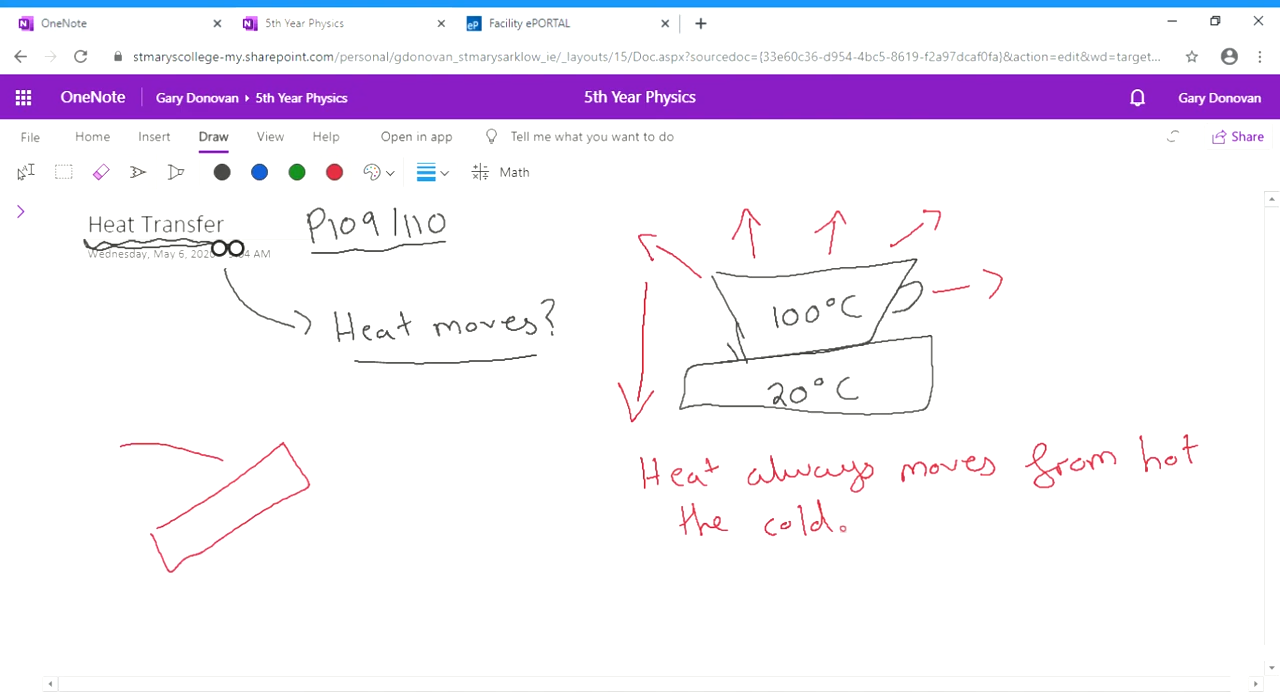 OneNote
5th Year Physics
Facility ePORTAL
stmaryscollege-my.sharepoint.com/personal/gdonovan_stmarysarklow_ie/_layouts/15/Doc.aspx?sourcedoc={33e60c36-d954-4bc5-8619-f2a97dcaf0fa}&action=edit&wd=target...
OneNote
Gary Donovan › 5th Year Physics
5th Year Physics
Gary Donovan
File Home Insert Draw View Help Open in app Tell me what you want to do
Share
Math
Heat Transfer
P109/110
Wednesday, May 6, AM
Heat moves?
100°C
20°C
Heat always moves from hot
the cold.